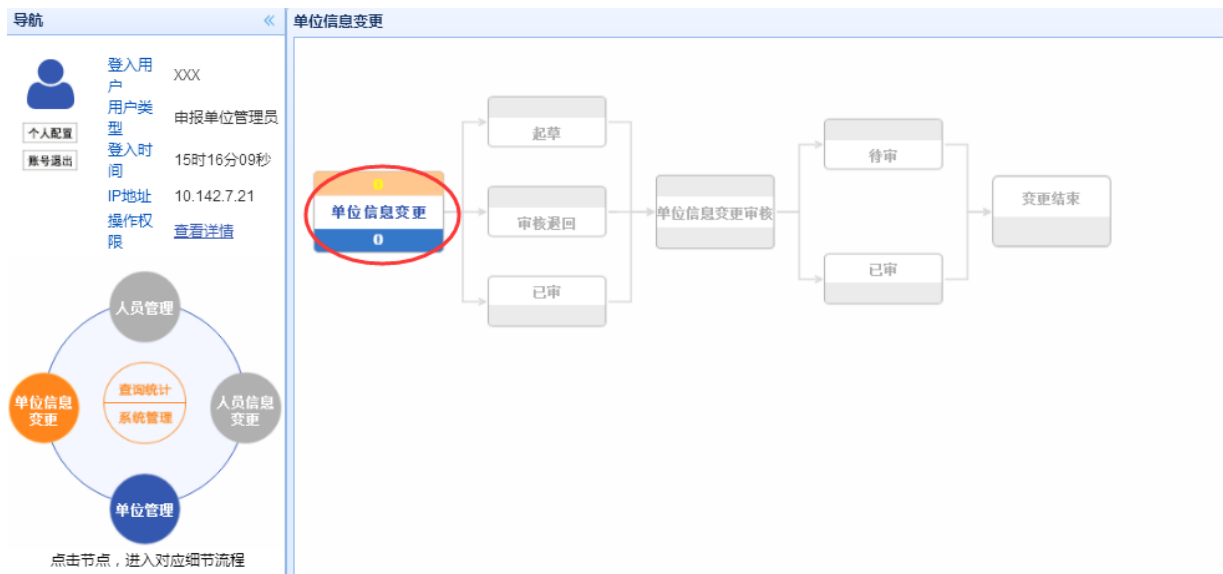 导航
«
单位信息变更
登入用
户
XXX
用户类
型
申报单位管理员
登入时
间
15时16分09秒
IP地址
10.142.7.21
操作权
限
查看详情
个人配置
账号退出
人员管理
单位信息
变更
查询统计
系统管理
人员信息
变更
单位管理
点击节点，进入对应细节流程
0
单位信息变更
0
起草
审核退回
已审
单位信息变更审核
待审
已审
变更结束